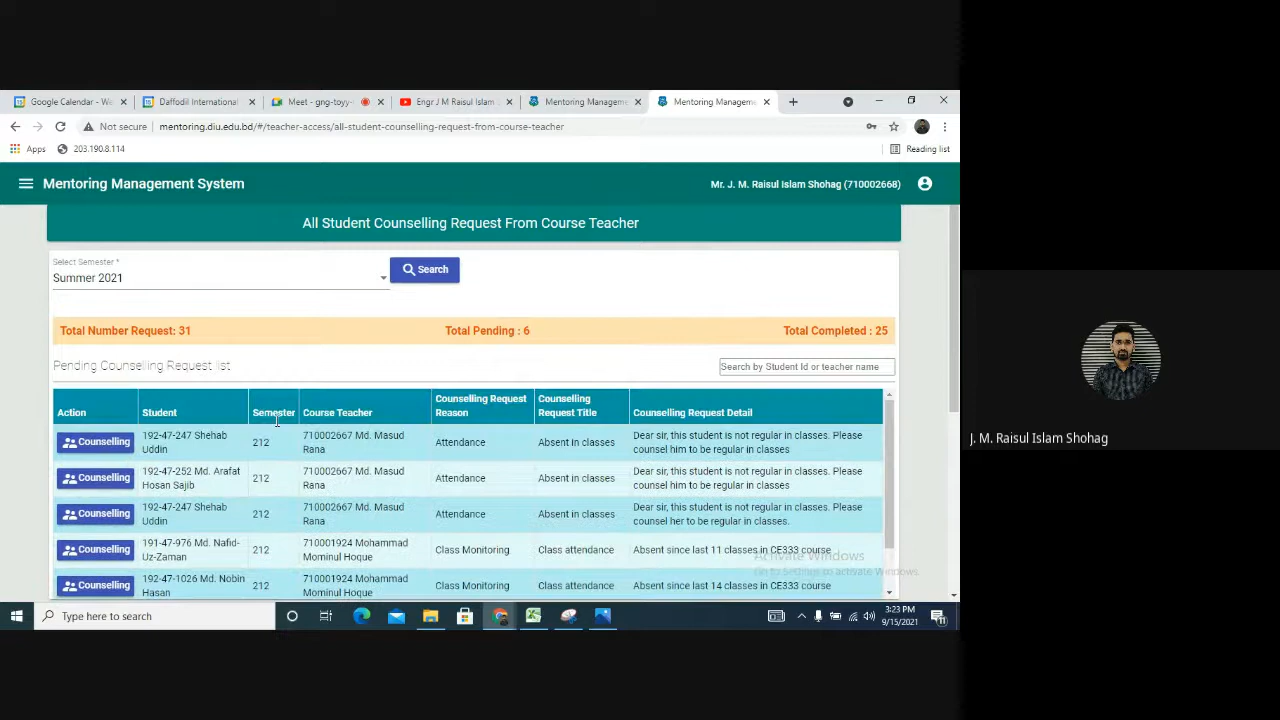 Google Calendar - We
Daffodil International
Meet - gng-toyy-
Engr J M Raisul Islam
Mentoring Manageme
Mentoring Manageme
Not secure
mentoring.diu.edu.bd/#/teacher-access/all-student-counselling-request-from-course-teacher
Apps
203.190.8.114
Reading list
Mentoring Management System
Mr. J. M. Raisul Islam Shohag (710002668)
All Student Counselling Request From Course Teacher
Select Semester *
Summer 2021
Search
Total Number Request: 31
Total Pending : 6
Total Completed : 25
Pending Counselling Request list
Search by Student Id or teacher name
Action
Student
Semester
Course Teacher
Counselling Request
Reason
Counselling
Request Title
Counselling Request Detail
Counselling
192-47-247 Shehab
Uddin
212
710002667 Md. Masud
Rana
Attendance
Absent in classes
Dear sir, this student is not regular in classes. Please
counsel him to be regular in classes
Counselling
192-47-252 Md. Arafat
Hosan Sajib
212
710002667 Md. Masud
Rana
Attendance
Absent in classes
Dear sir, this student is not regular in classes. Please
counsel him to be regular in classes
Counselling
192-47-247 Shehab
Uddin
212
710002667 Md. Masud
Rana
Attendance
Absent in classes
Dear sir, this student is not regular in classes. Please
counsel her to be regular in classes.
Counselling
191-47-976 Md. Nafid-
Uz-Zaman
212
710001924 Mohammad
Mominul Hoque
Class Monitoring
Class attendance
Absent since last 11 classes in CE333 course
Counselling
192-47-1026 Md. Nobin
Hasan
212
710001924 Mohammad
Mominul Hoque
Class Monitoring
Class attendance
Absent since last 14 classes in CE333 course
Activate Windows
Go to Settings to activate Windows.
Type here to search
3:23 PM
9/15/2021
11
J. M. Raisul Islam Shohag